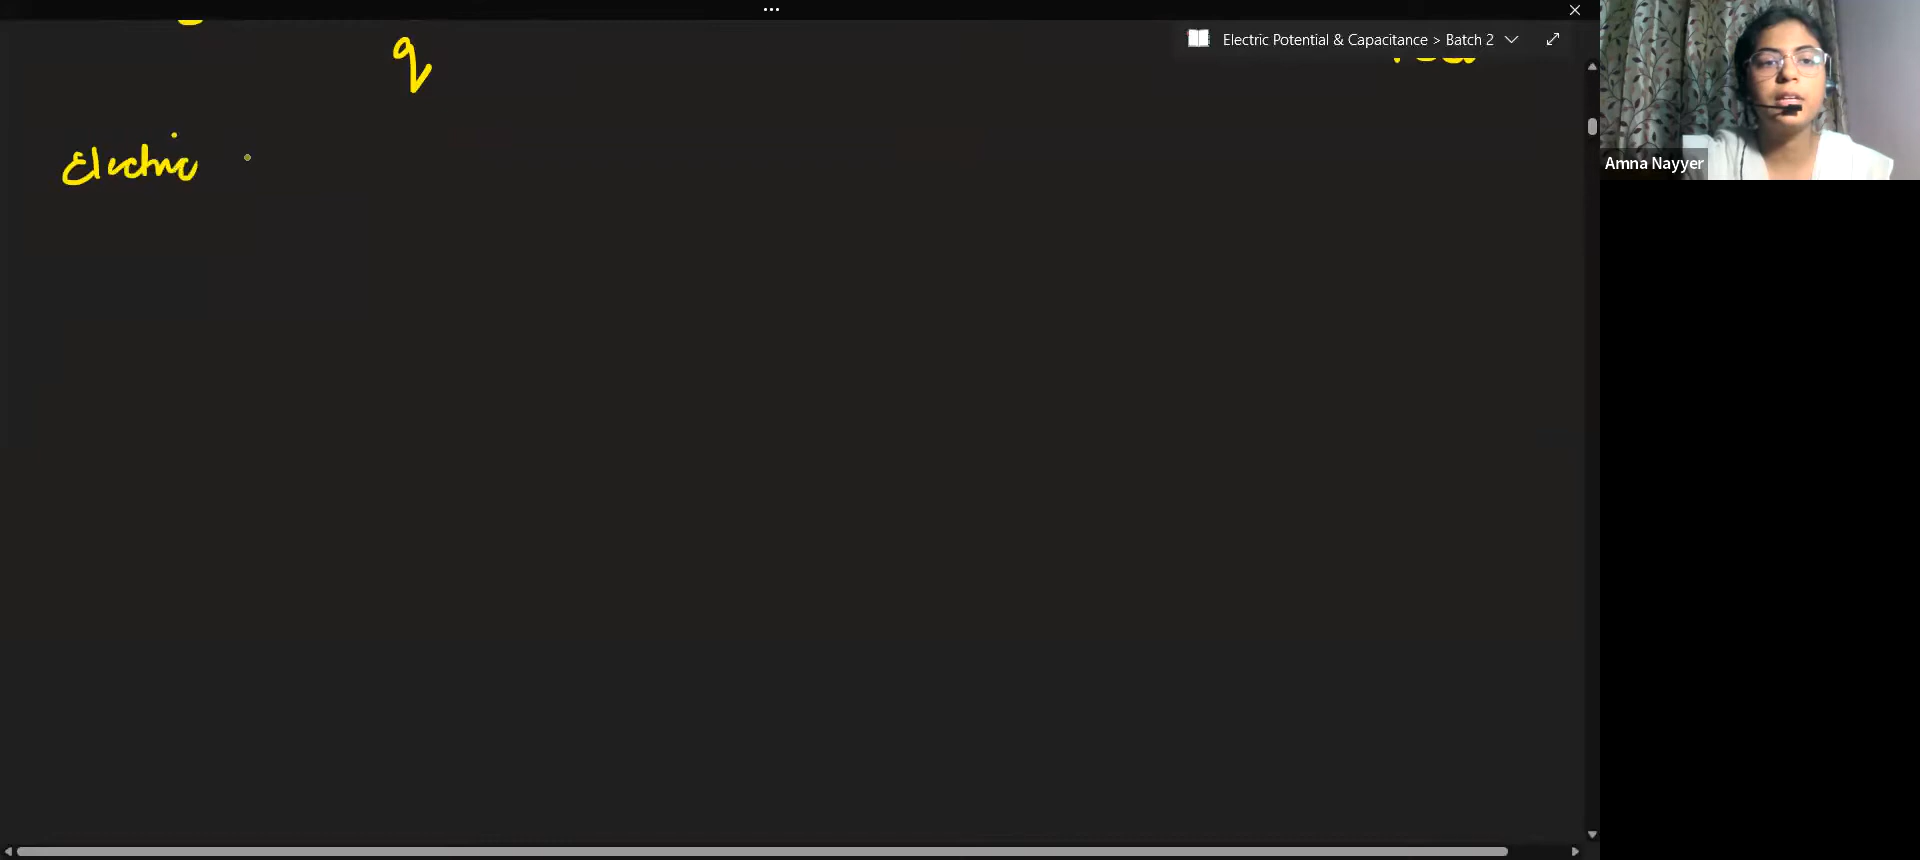 Electric Potential & Capacitance > Batch 2
q
Electric
Amna Nayyer